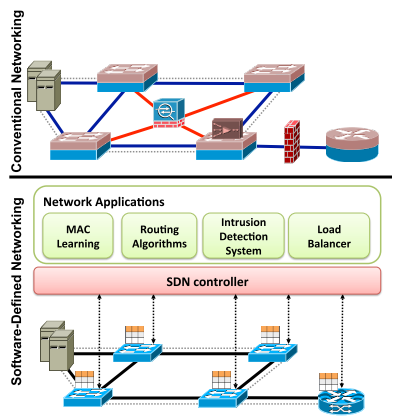 Conventional Networking
Software-Defined Networking
Network Applications
MAC
Learning
Routing
Algorithms
Intrusion
Detection
System
Load
Balancer
SDN controller